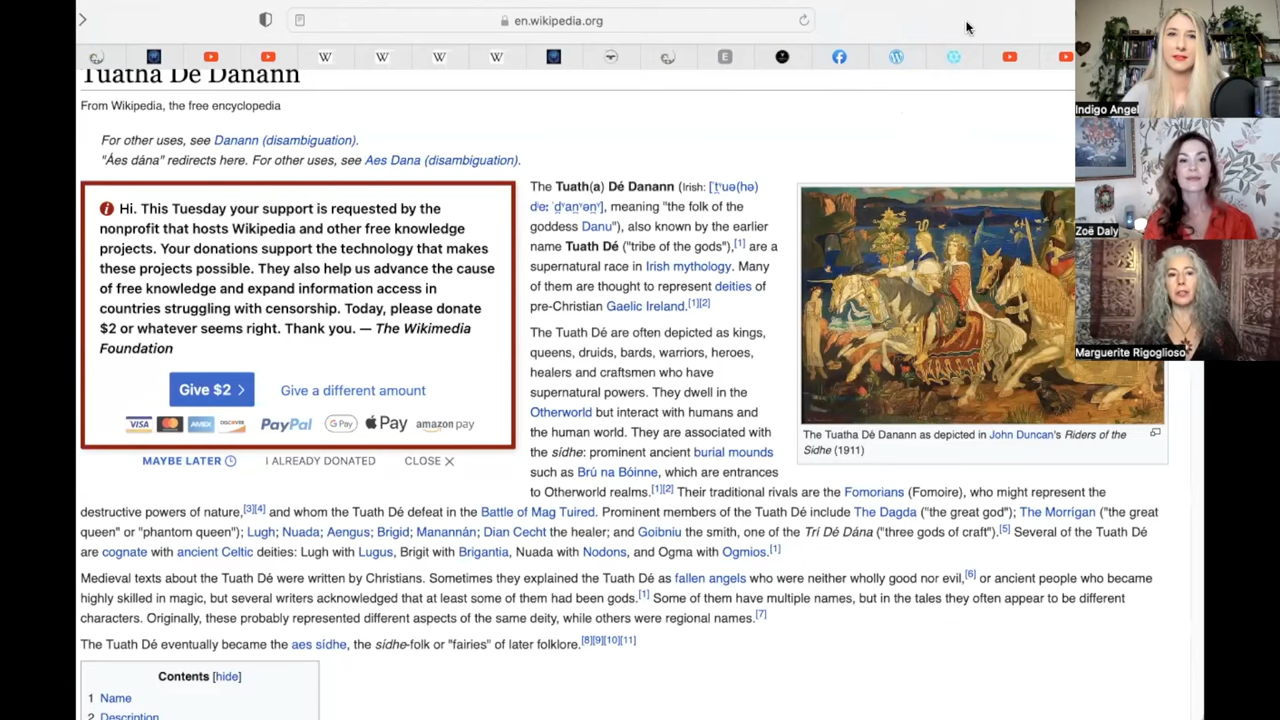 en.wikipedia.org
Tuatha Dé Danann
From Wikipedia, the free encyclopedia
For other uses, see Danann (disambiguation).
"Áes dána" redirects here. For other uses, see Aes Dana (disambiguation).
Hi. This Tuesday your support is requested by the
nonprofit that hosts Wikipedia and other free knowledge
projects. Your donations support the technology that makes
these projects possible. They also help us advance the cause
of free knowledge and expand information access in
countries struggling with censorship. Today, please donate
$2 or whatever seems right. Thank you. — The Wikimedia
Foundation
Give $2
Give a different amount
VISA
AMEX
DISCOVER
PayPal
G Pay
Pay
amazon pay
MAYBE LATER
I ALREADY DONATED
CLOSE
The Tuath(a) Dé Danann (Irish:
meaning "the folk of the
goddess Danu"), also known by the earlier
name Tuath Dé ("tribe of the gods"),[1] are a
supernatural race in Irish mythology. Many
of them are thought to represent deities of
pre-Christian Gaelic Ireland.[1][2]
The Tuath Dé are often depicted as kings,
queens, druids, bards, warriors, heroes,
healers and craftsmen who have
supernatural powers. They dwell in the
Otherworld but interact with humans and
the human world. They are associated with
the sídhe: prominent ancient burial mounds
such as Brú na Bóinne, which are entrances
to Otherworld realms.[1][2] Their traditional rivals are the Fomorians (Fomoire), who might represent the
destructive powers of nature,[3][4] and whom the Tuath Dé defeat in the Battle of Mag Tuired. Prominent members of the Tuath Dé include The Dagda ("the great god"); The Morrígan ("the great
queen" or "phantom queen"); Lugh; Nuada; Aengus; Brigid; Manannán; Dian Cecht the healer; and Goibniu the smith, one of the Trí Dé Dána ("three gods of craft").[5] Several of the Tuath Dé
are cognate with ancient Celtic deities: Lugh with Lugus, Brigit with Brigantia, Nuada with Nodons, and Ogma with Ogmios.[1]
Medieval texts about the Tuath Dé were written by Christians. Sometimes they explained the Tuath Dé as fallen angels who were neither wholly good nor evil,[6] or ancient people who became
highly skilled in magic, but several writers acknowledged that at least some of them had been gods.[1] Some of them have multiple names, but in the tales they often appear to be different
characters. Originally, these probably represented different aspects of the same deity, while others were regional names.[7]
The Tuath Dé eventually became the aes sídhe, the sídhe-folk or "fairies" of later folklore.[8][9][10][11]
Contents [hide]
1 Name
2 Description
The Tuatha Dé Danann as depicted in John Duncan's Riders of the
Sidhe (1911)
Indigo Angel
Zoë Daly
Marguerite Rigoglioso